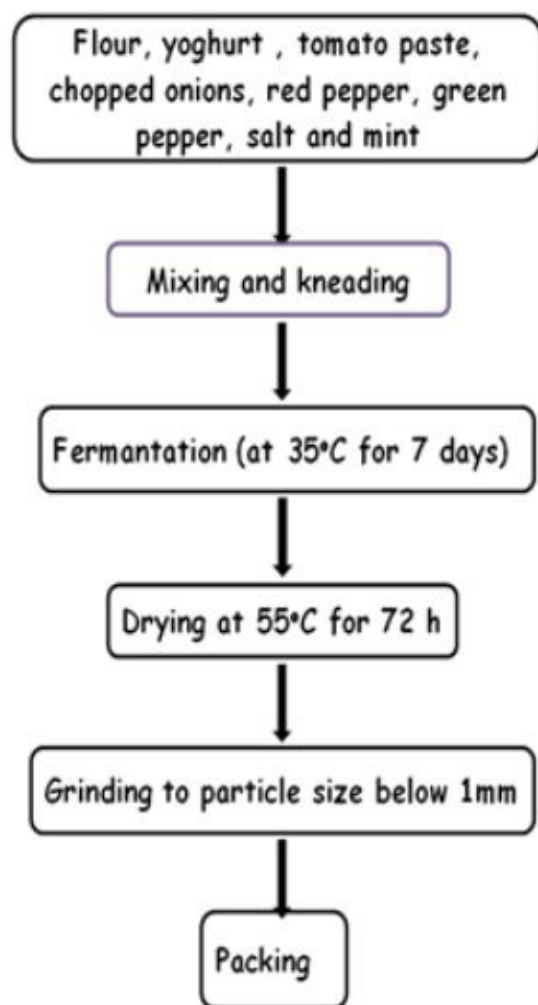 Flour, yoghurt , tomato paste,
chopped onions, red pepper, green
pepper, salt and mint
Mixing and kneading
Fermantation (at 35°C for 7 days)
Drying at 55°C for 72 h
Grinding to particle size below 1mm
Packing